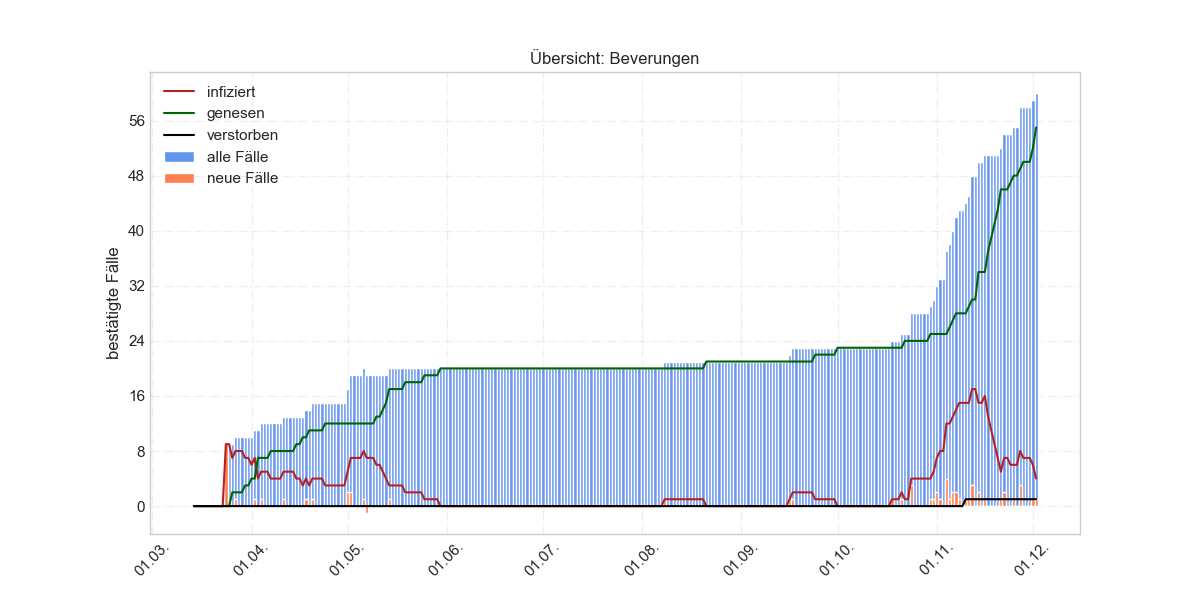 Übersicht: Beverungen
infiziert
genesen
verstorben
alle Fälle
neue Fälle
bestätigte Fälle
56
48
40
32
24
16
8
0
01.03.
01.04.
01.05.
01.06.
01.07.
01.08.
01.09.
01.10.
01.11.
01.12.